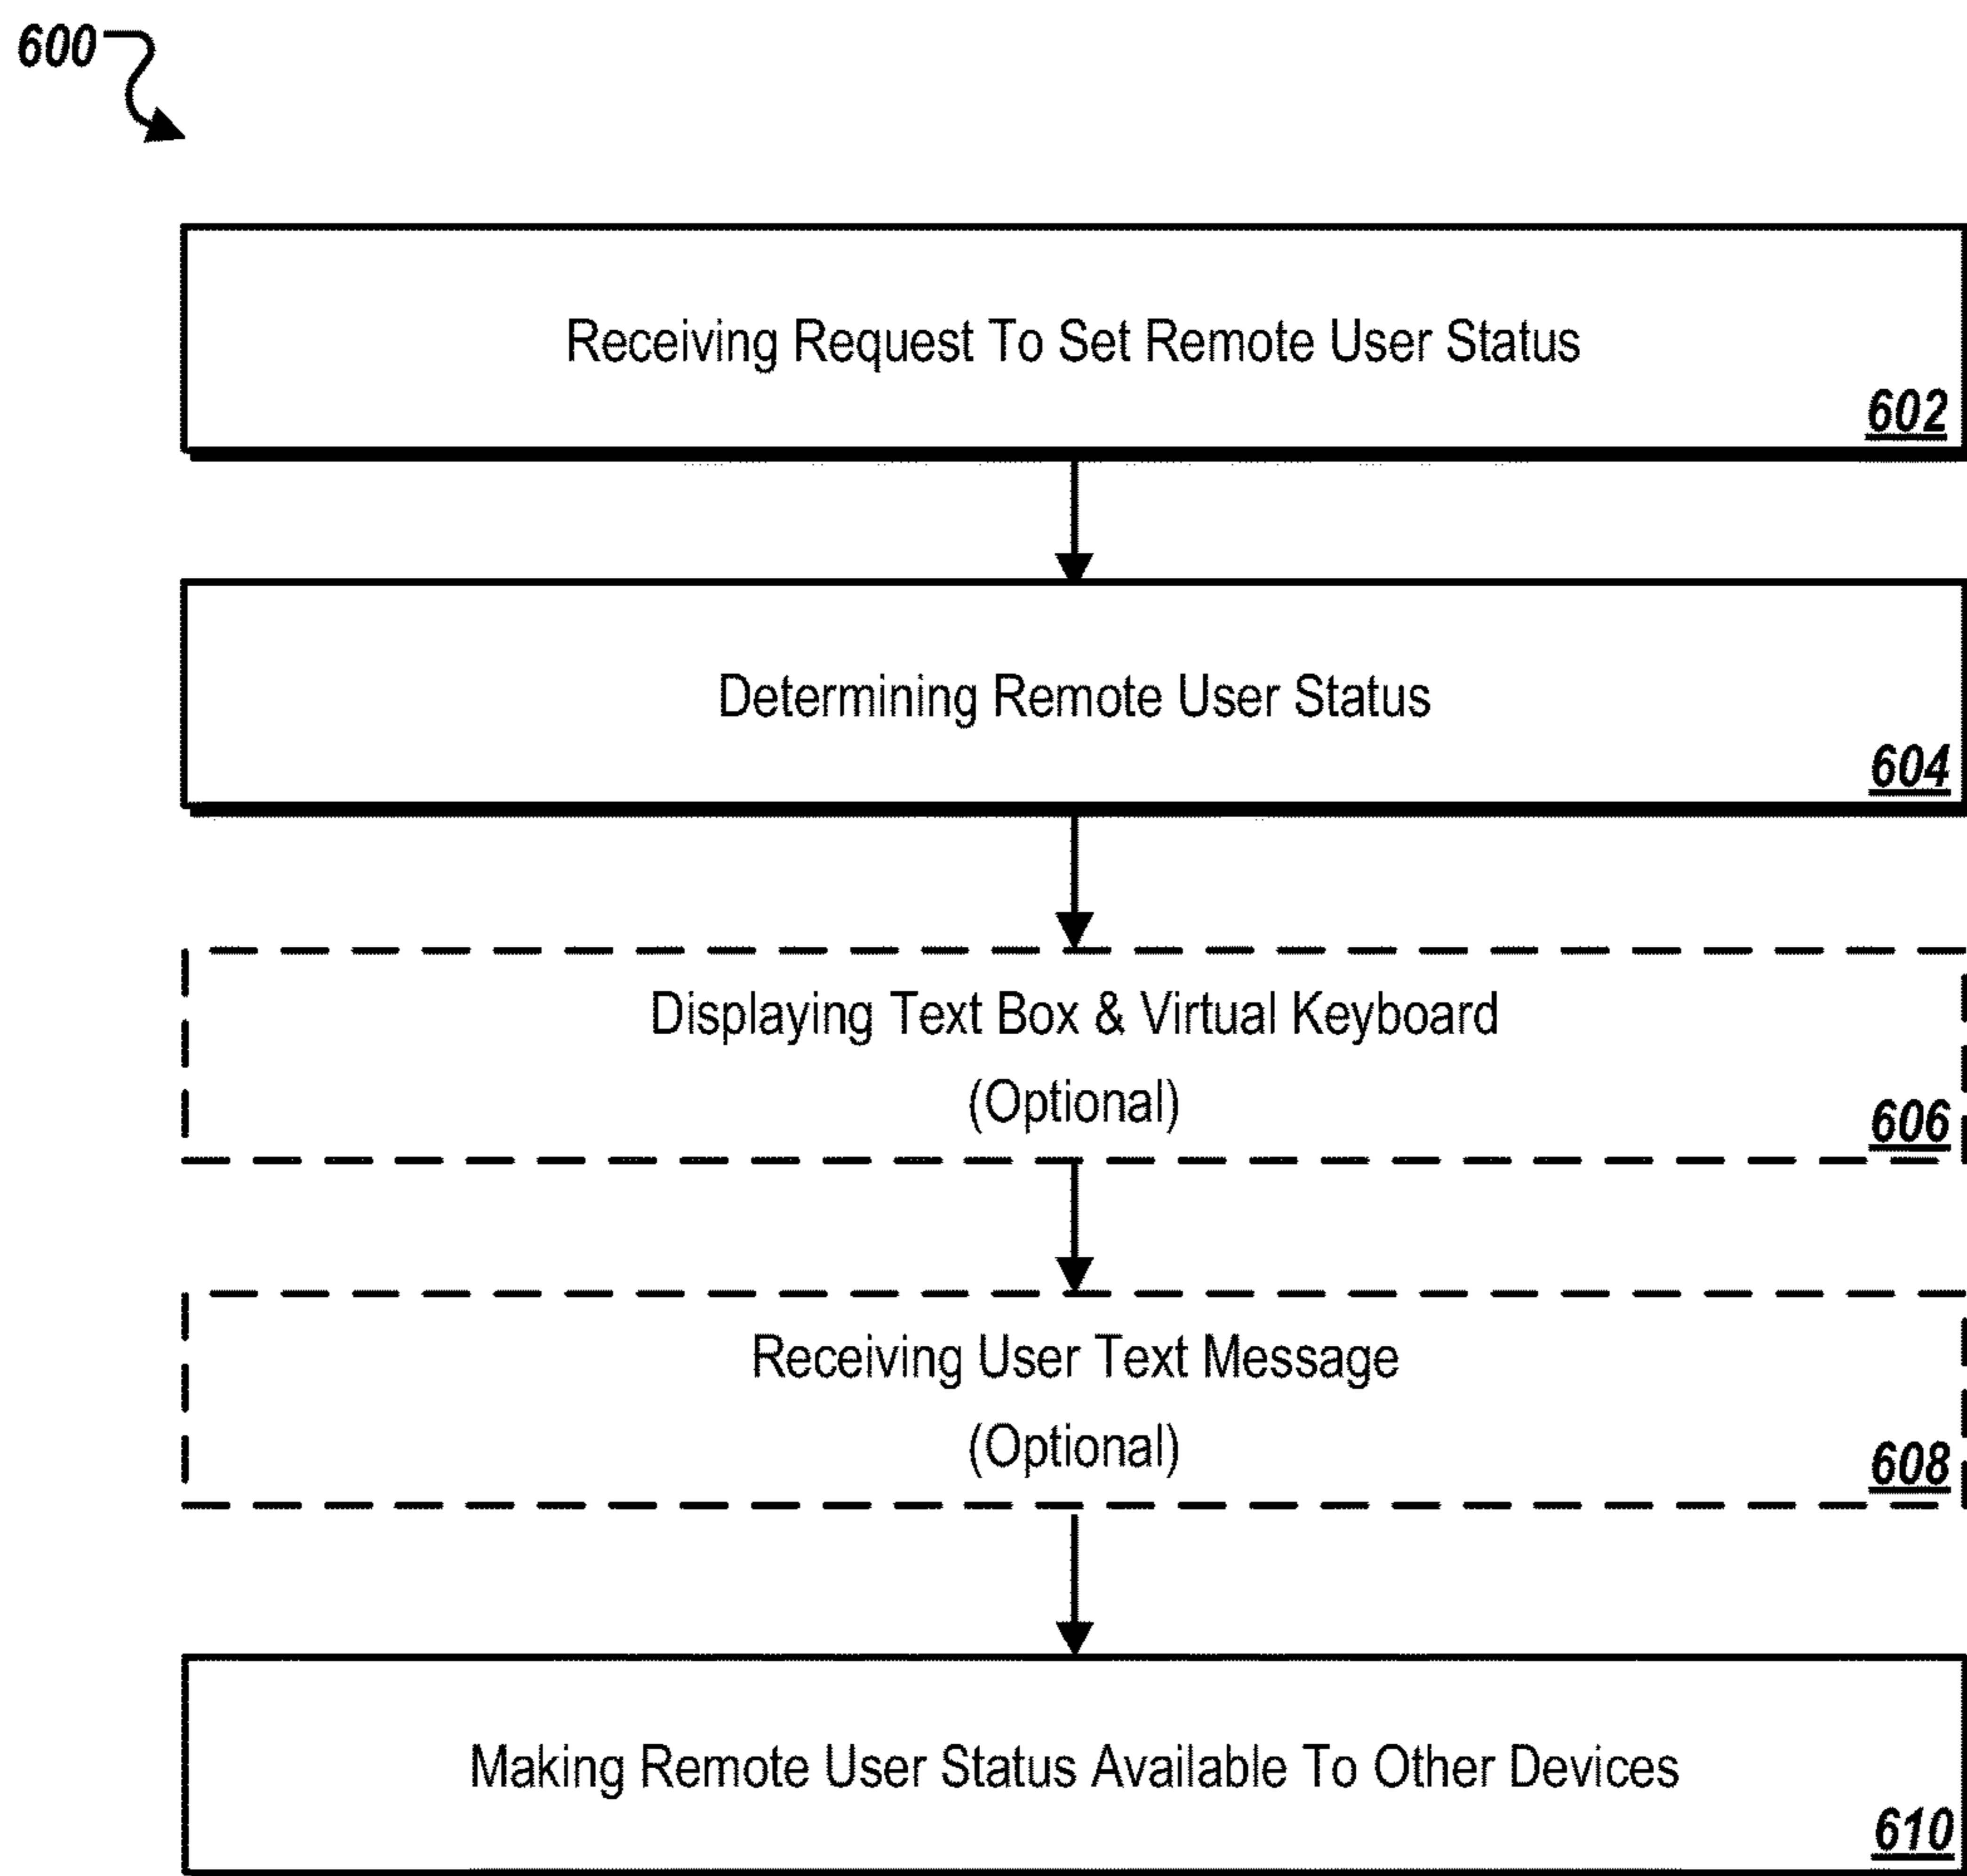 600
Receiving Request To Set Remote User Status
602
Determining Remote User Status
604
Displaying Text Box & Virtual Keyboard
(Optional)
606
Receiving User Text Message
(Optional)
608
Making Remote User Status Available To Other Devices
610